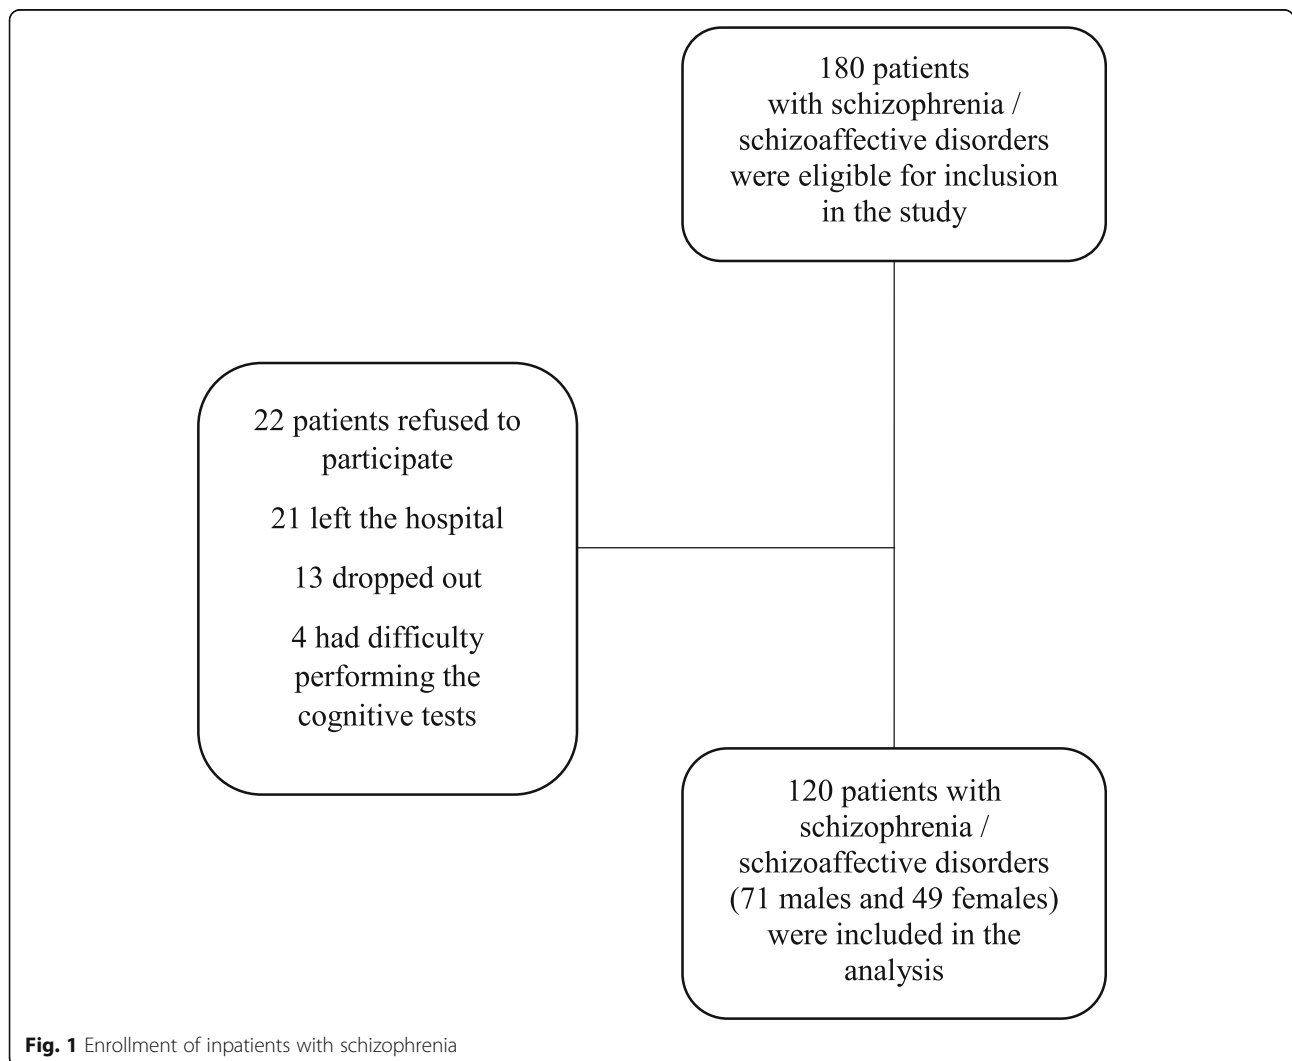 180 patients
with schizophrenia /
schizoaffective disorders
were eligible for inclusion
in the study
22 patients refused to
participate
21 left the hospital
13 dropped out
4 had difficulty
performing the
cognitive tests
120 patients with
schizophrenia /
schizoaffective disorders
(71 males and 49 females)
were included in the
analysis
Fig. 1 Enrollment of inpatients with schizophrenia